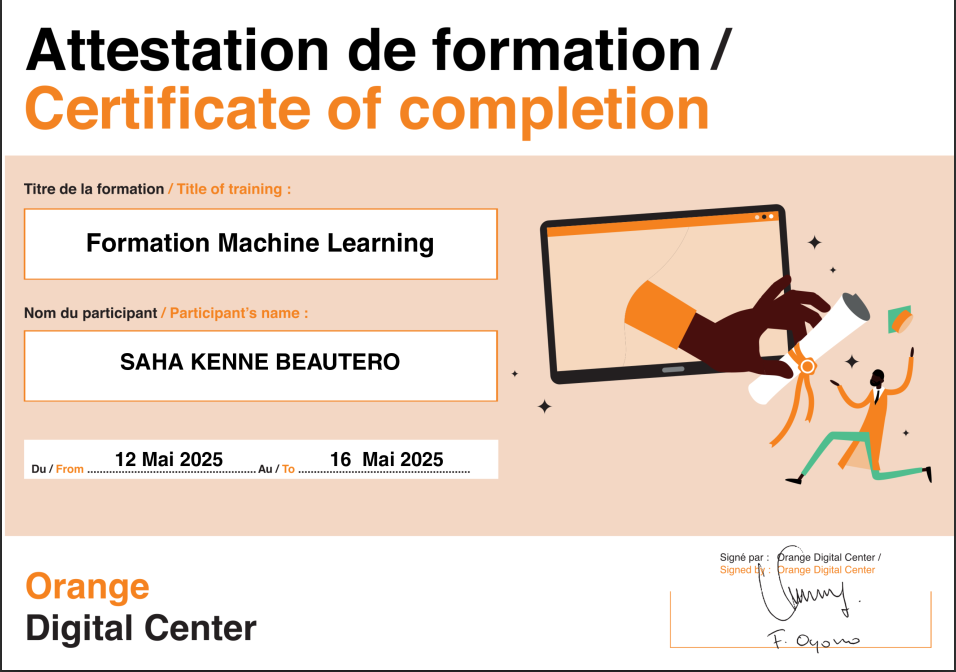 Attestation de formation /
Certificate of completion
Titre de la formation / Title of training :
Formation Machine Learning
Nom du participant / Participant's name :
SAHA KENNE BEAUTERO
Du / From 12 Mai 2025 Au / To 16 Mai 2025
Signé par : Orange Digital Center /
Signed by : Orange Digital Center
F. Oyono
Orange
Digital Center